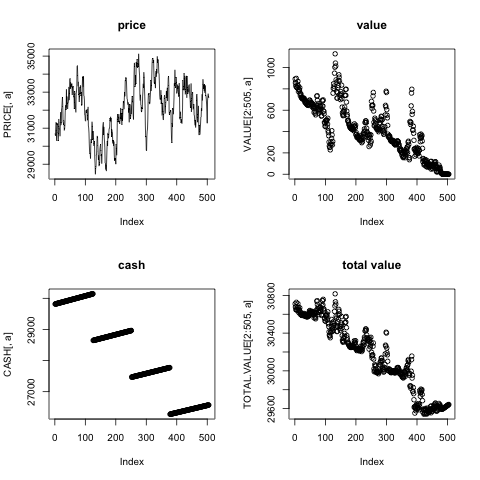 price
PRICE[, a]
29000 31000 33000 35000
0 100 200 300 400 500
Index
value
VALUE[2:505, a]
0 200 600 1000
0 100 200 300 400 500
Index
cash
CASH[, a]
27000 29000
0 100 200 300 400 500
Index
total value
TOTAL.VALUE[2:505, a]
29600 30000 30400 30800
0 100 200 300 400 500
Index